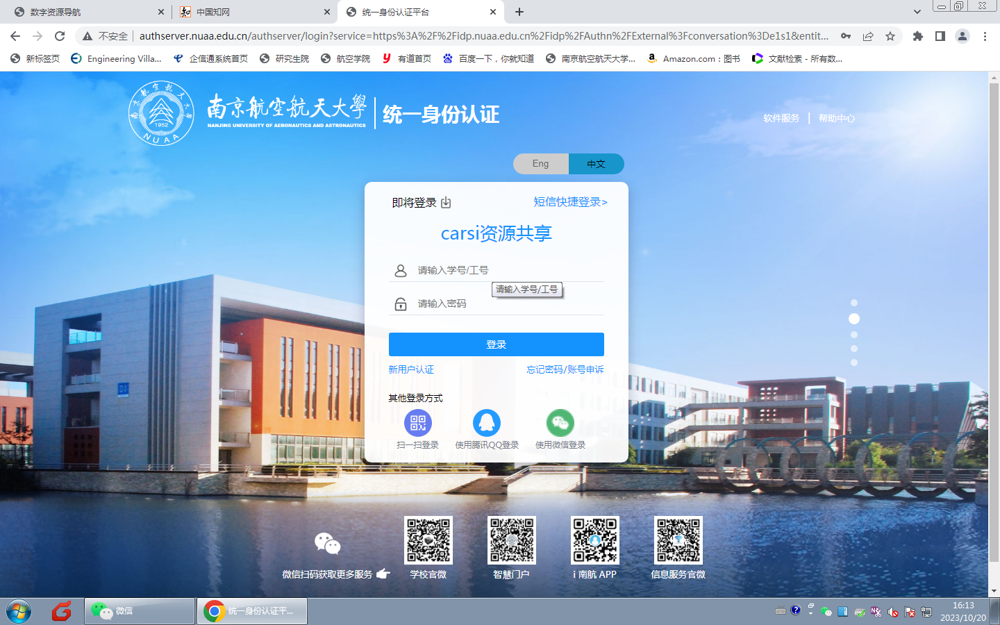 数字资源导航
中国知网
统一身份认证平台
不安全 authserver.nuaa.edu.cn/authserver/login?service=https%3A%2F%2Fidp.nuaa.edu.cn%2Fidp%2FAuthn%2FExternal%3Fconversation%3De1s1&entit...
新标签页
Engineering Villa...
企信通系统首页
研究生院
航空学院
有道首页
百度一下,你就知道
南京航空航天大学...
Amazon.com : 图书
文献检索 - 所有数...
南京航空航天大學
NANJING UNIVERSITY OF AERONAUTICS AND ASTRONAUTICS
统一身份认证
南京航空航天大学
1952
NUAA
软件服务 | 帮助中心
Eng 中文
即将登录 短信快捷登录>
carsi资源共享
请输入学号/工号
请输入学号/工号
请输入密码
登录
新用户认证 忘记密码/账号申诉
其他登录方式
扫一扫登录 使用腾讯QQ登录 使用微信登录
D1
微信扫码获取更多服务 学校官微 智慧门户 i 南航 APP 信息服务官微
微信
统一身份认证平...
16:13
2023/10/20